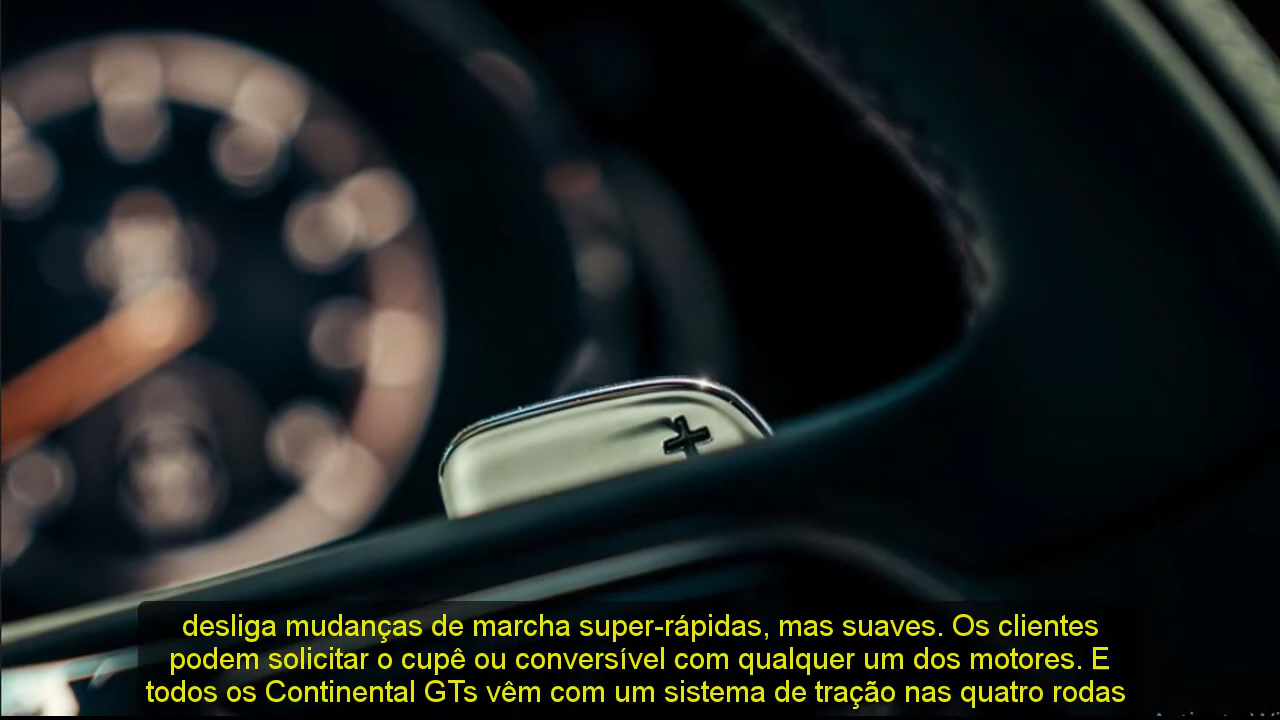 desliga mudanças de marcha super-rápidas, mas suaves. Os clientes
podem solicitar o cupê ou conversível com qualquer um dos motores. E
todos os Continental GTs vêm com um sistema de tração nas quatro rodas